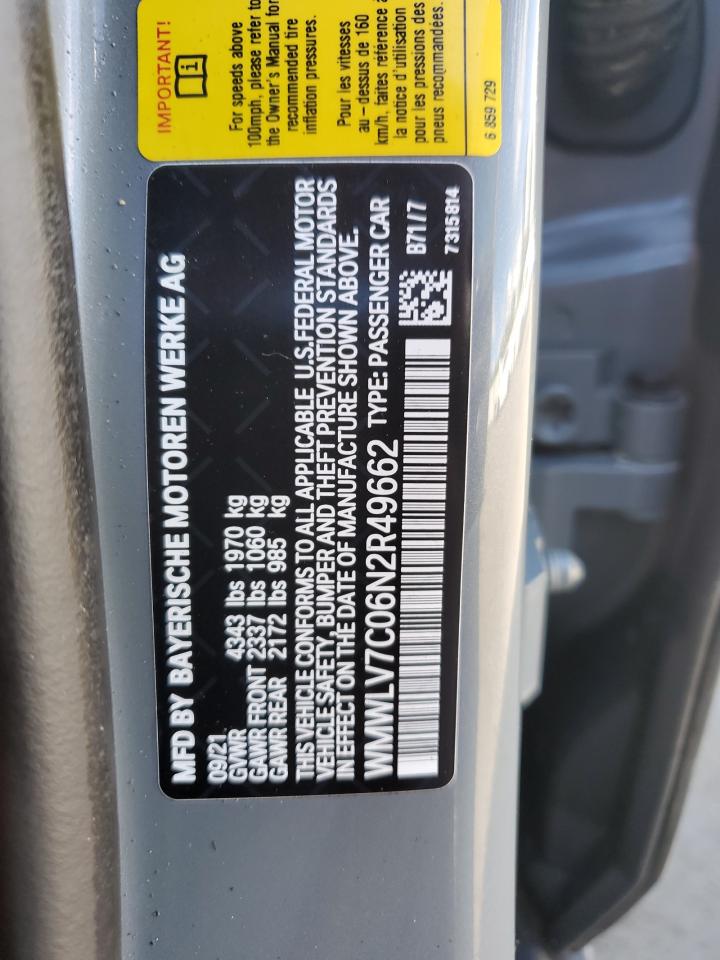 MFD BY BAYERISCHE MOTOREN WERKE AG
09/21
GVWR 4343 lbs 1970 kg
GAWR FRONT 2337 lbs 1060 kg
GAWR REAR 2172 lbs 985 kg
THIS VEHICLE CONFORMS TO ALL APPLICABLE U.S.FEDERAL MOTOR
VEHICLE SAFETY, BUMPER AND THEFT PREVENTION STANDARDS
IN EFFECT ON THE DATE OF MANUFACTURE SHOWN ABOVE.
WMWLV7C06N2R49662 TYPE: PASSENGER CAR
B71/7
7315814
IMPORTANT!
For speeds above
100mph, please refer to
the Owner's Manual for
recommended tire
inflation pressures.
Pour les vitesses
au-dessus de 160
km/h, faites référence à
la notice d'utilisation
pour les pressions des
pneus recommandées.
6 859 729